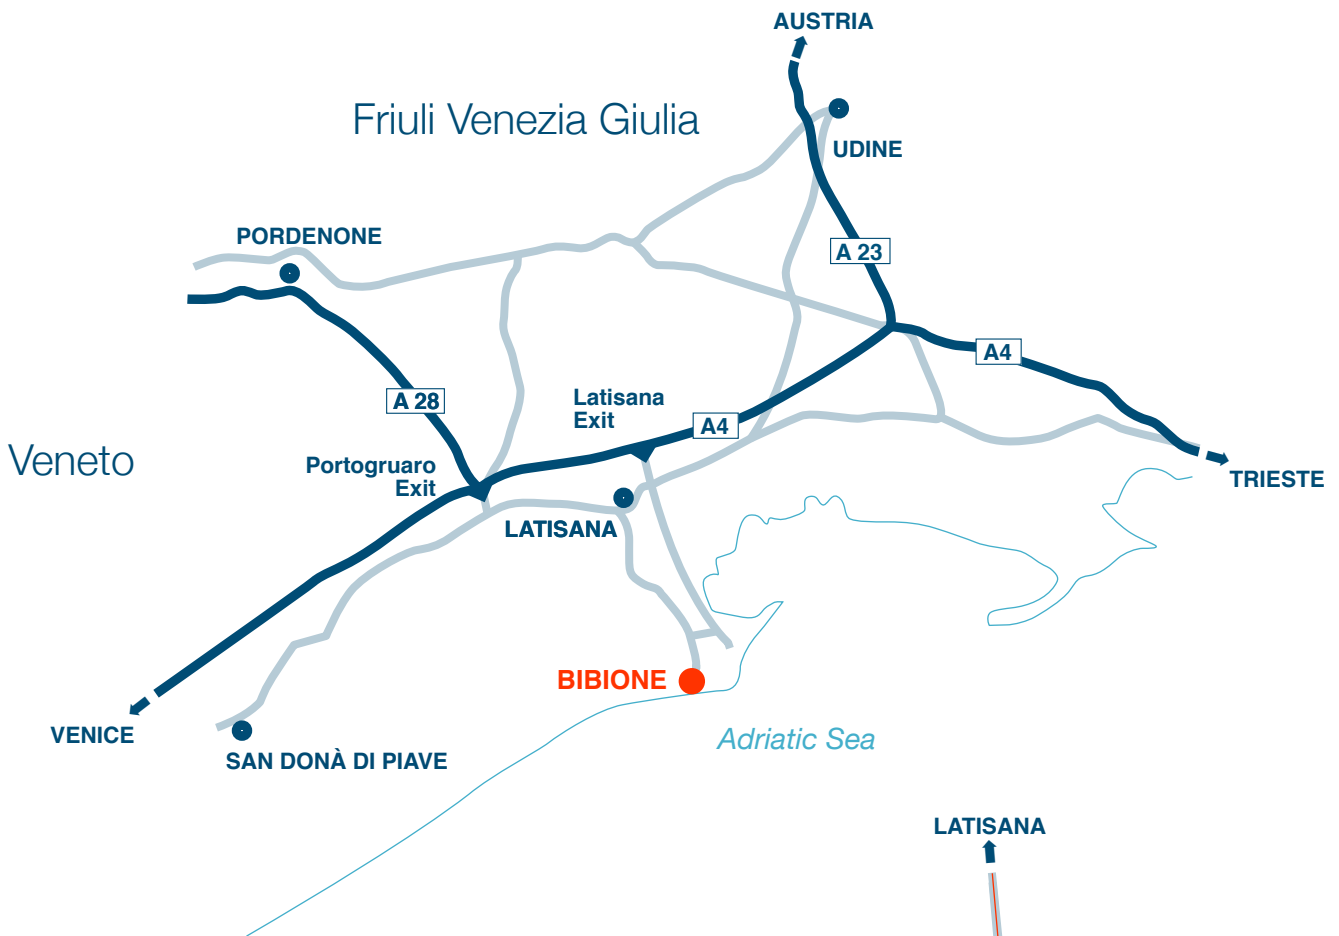 AUSTRIA
Friuli Venezia Giulia
UDINE
PORDENONE
A 23
A4
A 28
Latisana
Exit
A4
Veneto
Portogruaro
Exit
TRIESTE
LATISANA
BIBIONE
VENICE
Adriatic Sea
SAN DONÀ DI PIAVE
LATISANA